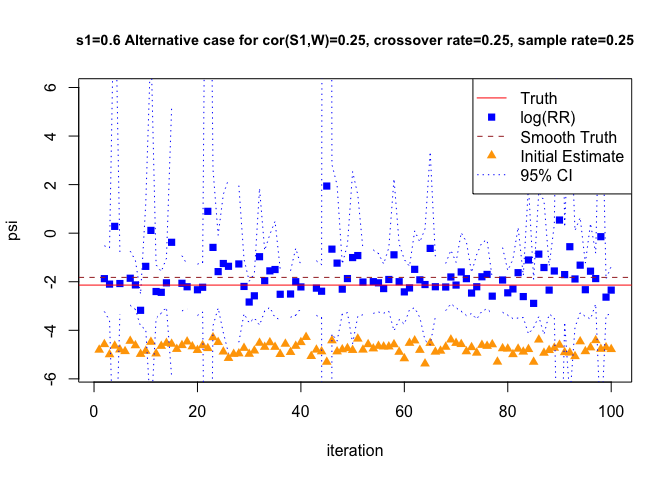 s1=0.6 Alternative case for cor(S1,W)=0.25, crossover rate=0.25, sample rate=0.25
Truth
log(RR)
Smooth Truth
Initial Estimate
95% CI
psi
6
4
2
0
-2
-4
-6
0 20 40 60 80 100
iteration